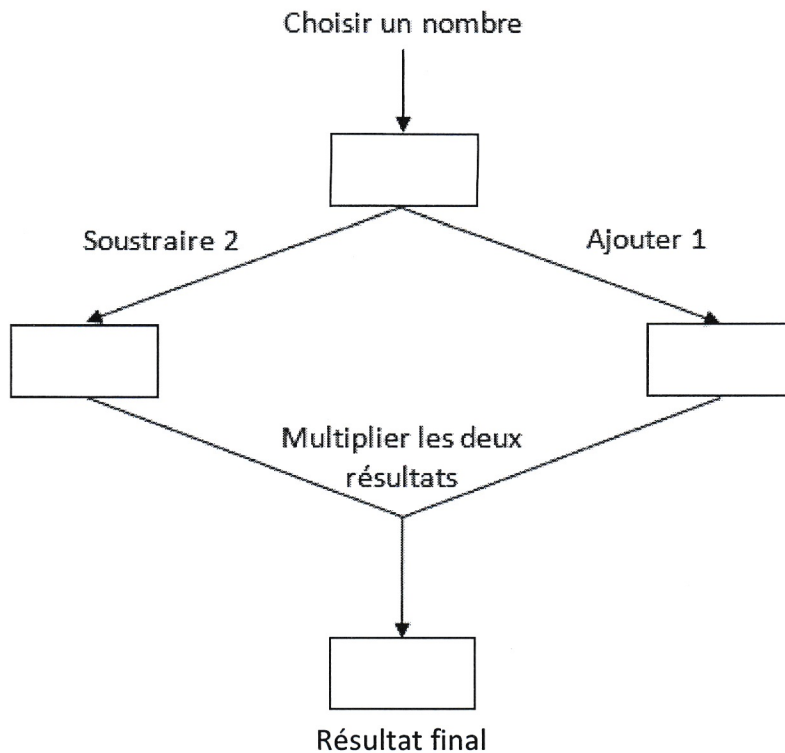 Choisir un nombre
Soustraire 2
Ajouter 1
Multiplier les deux
résultats
Résultat final